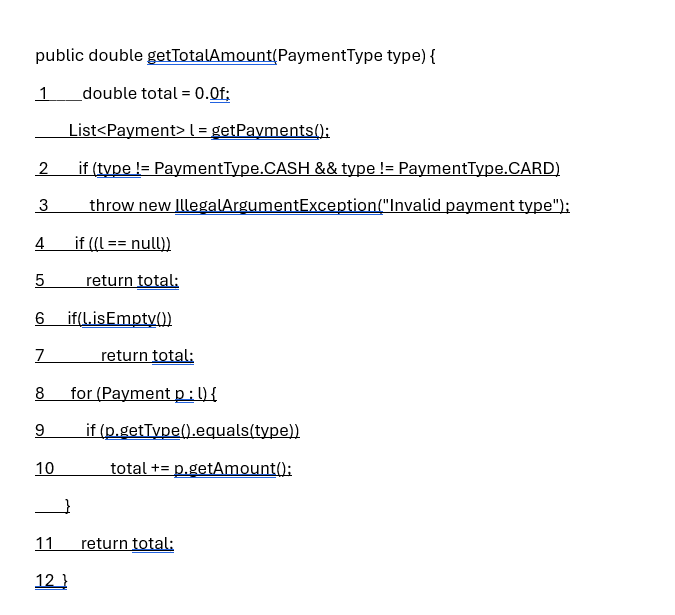 public double getTotalAmount(PaymentType type) {
1 double total = 0.0f;
List<Payment> l = getPayments();
2 if (type != PaymentType.CASH && type != PaymentType.CARD)
3 throw new IllegalArgumentException("Invalid payment type");
4 if ((l == null))
5 return total;
6 if(l.isEmpty())
7 return total;
8 for (Payment p : l) {
9 if (p.getType().equals(type))
10 total += p.getAmount();
}
11 return total;
12 }